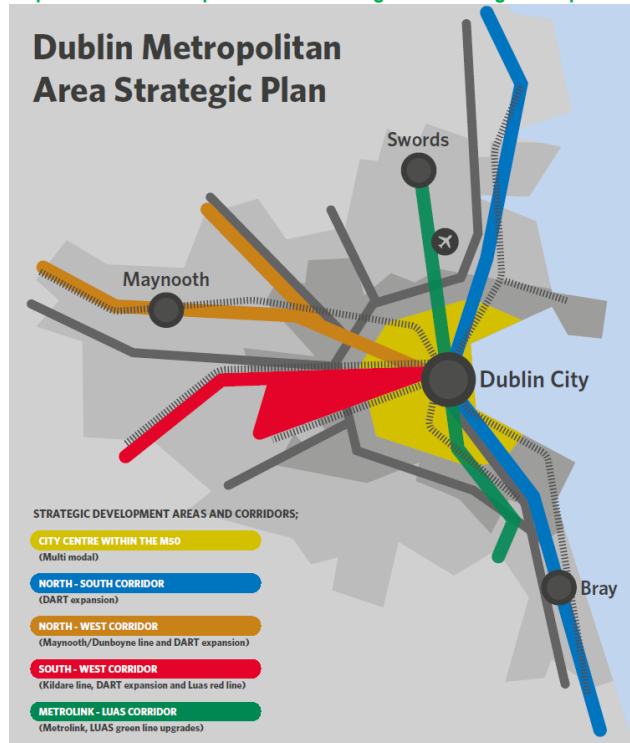 Dublin Metropolitan
Area Strategic Plan
Swords
Maynooth
Dublin City
Bray
STRATEGIC DEVELOPMENT AREAS AND CORRIDORS;
CITY CENTRE WITHIN THE M50
(Multi modal)
NORTH - SOUTH CORRIDOR
(DART expansion)
NORTH - WEST CORRIDOR
(Maynooth/Dunboyne line and DART expansion)
SOUTH - WEST CORRIDOR
(Kildare line, DART expansion and Luas red line)
METROLINK - LUAS CORRIDOR
(Metrolink, LUAS green line upgrades)